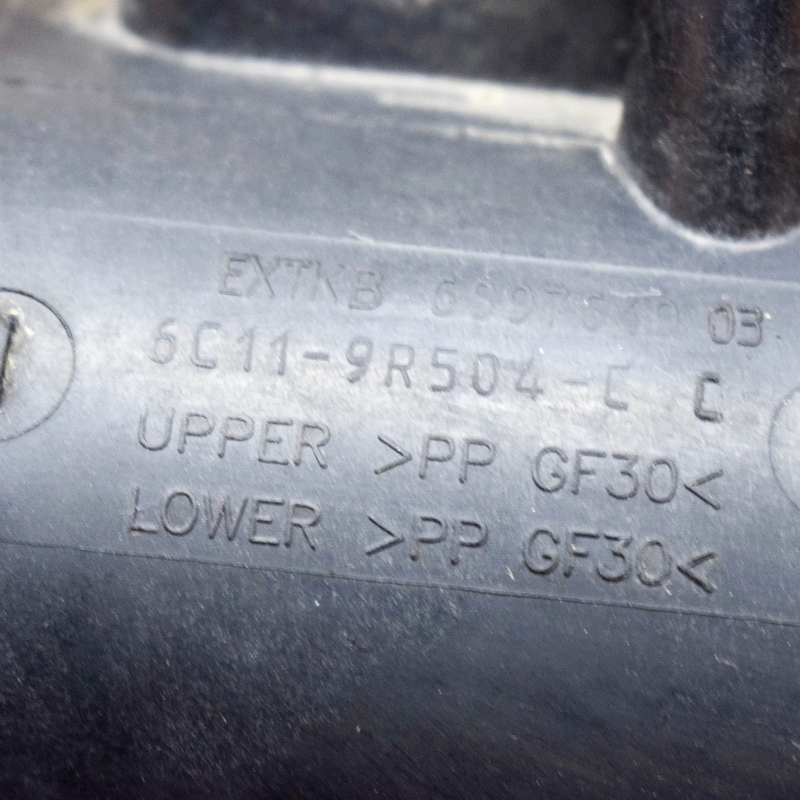 EXTKB 03
6C11-9R504-C C
UPPER >PP GF30<
LOWER >PP GF30<